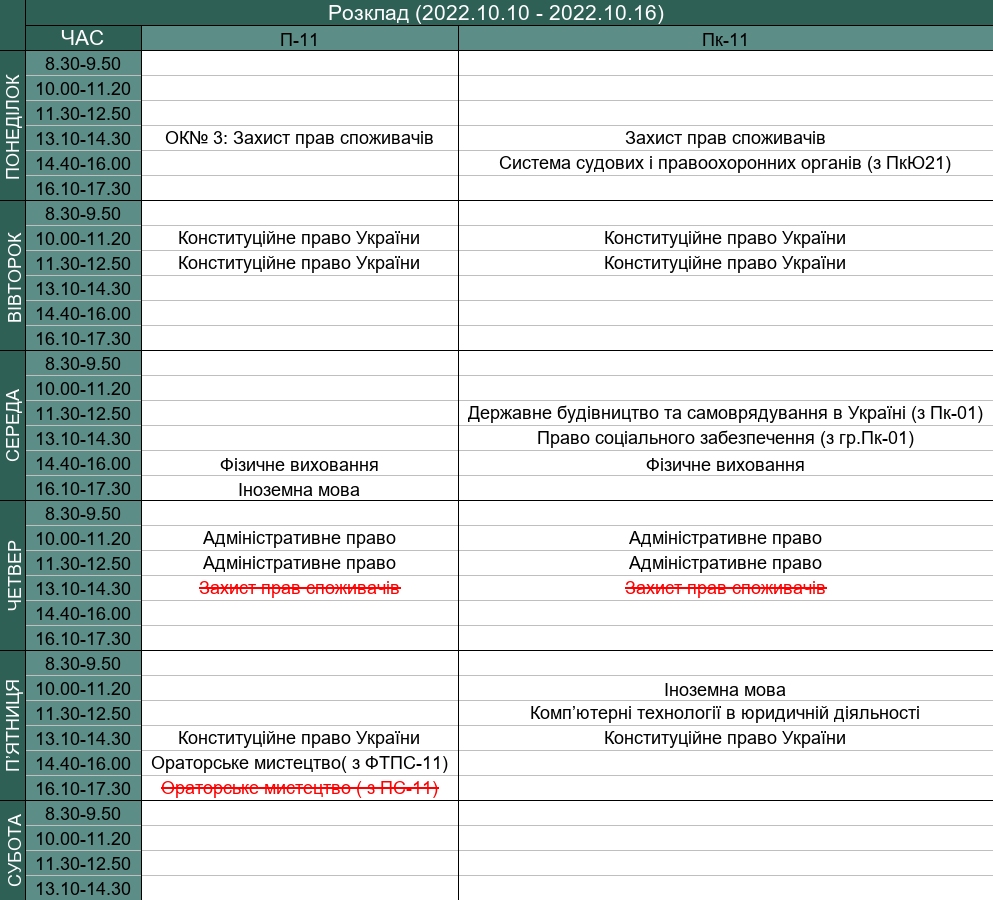 Розклад (2022.10.10 - 2022.10.16)
ЧАС П-11 Пк-11
ПОНЕДІЛОК
8.30-9.50
10.00-11.20
11.30-12.50
13.10-14.30 ОК№ 3: Захист прав споживачів Захист прав споживачів
14.40-16.00 Система судових і правоохоронних органів (з ПкЮ21)
16.10-17.30
ВІВТОРОК
8.30-9.50
10.00-11.20 Конституційне право України Конституційне право України
11.30-12.50 Конституційне право України Конституційне право України
13.10-14.30
14.40-16.00
16.10-17.30
СЕРЕДА
8.30-9.50
10.00-11.20
11.30-12.50 Державне будівництво та самоврядування в Україні (з Пк-01)
13.10-14.30 Право соціального забезпечення (з гр.Пк-01)
14.40-16.00 Фізичне виховання Фізичне виховання
16.10-17.30 Іноземна мова
ЧЕТВЕР
8.30-9.50
10.00-11.20 Адміністративне право Адміністративне право
11.30-12.50 Адміністративне право Адміністративне право
13.10-14.30 Захист прав споживачів Захист прав споживачів
14.40-16.00
16.10-17.30
П'ЯТНИЦЯ
8.30-9.50
10.00-11.20 Іноземна мова
11.30-12.50 Комп’ютерні технології в юридичній діяльності
13.10-14.30 Конституційне право України Конституційне право України
14.40-16.00 Ораторське мистецтво( з ФТПС-11)
16.10-17.30 Ораторське мистецтво ( з ПС-11)
СУБОТА
8.30-9.50
10.00-11.20
11.30-12.50
13.10-14.30